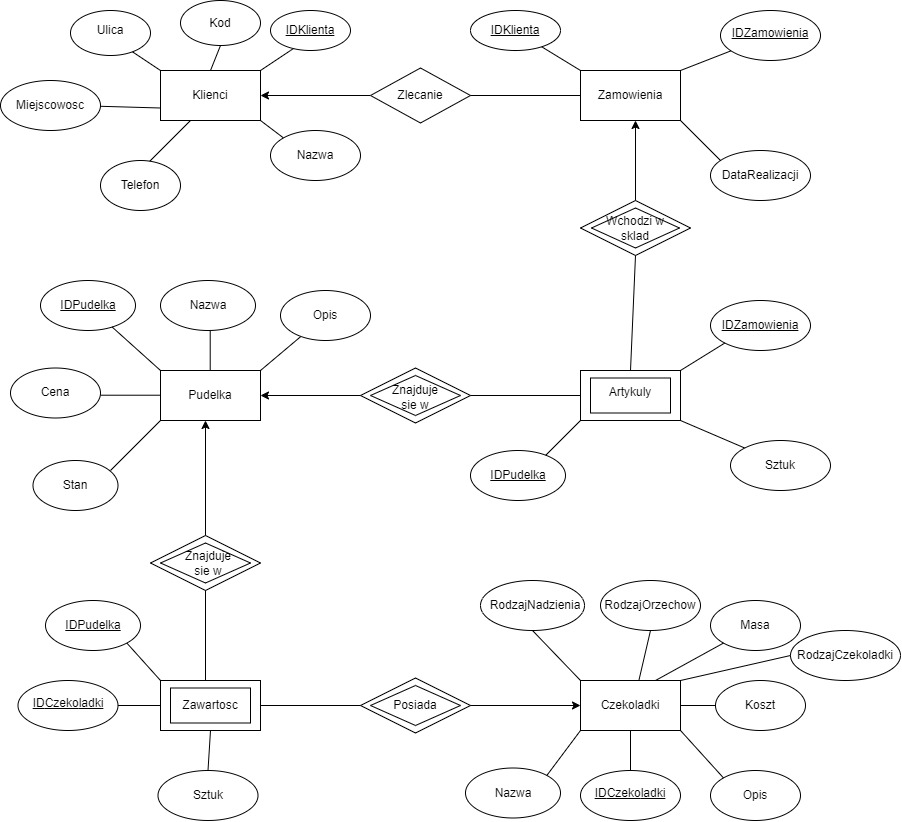 Ulica
Kod
IDKlienta
IDKlienta
IDZamowienia
Klienci
Zlecanie
Zamowienia
Miejscowosc
Nazwa
Telefon
DataRealizacji
Wchodzi w
sklad
IDPudelka
Nazwa
Opis
IDZamowienia
Cena
Pudelka
Znajduje
sie w
Artykuly
Stan
IDPudelka
Sztuk
Znajduje
sie w
RodzajNadzienia
RodzajOrzechow
IDPudelka
Masa
RodzajCzekoladki
IDCzekoladki
Zawartosc
Posiada
Czekoladki
Koszt
Sztuk
Nazwa
IDCzekoladki
Opis